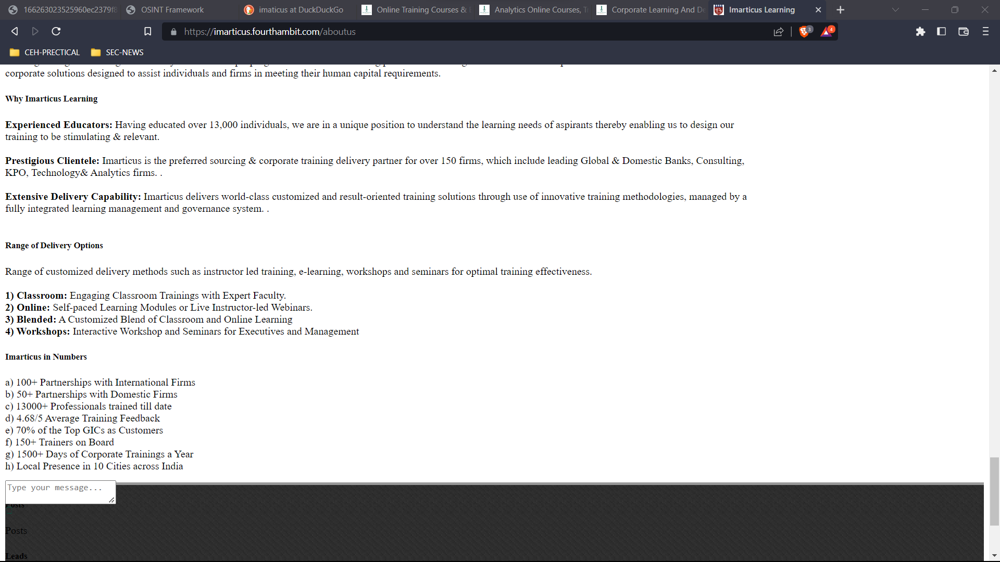 166263023525960ec2379f8
OSINT Framework
imaticus at DuckDuckGo
Online Training Courses &
Analytics Online Courses,
Corporate Learning And
Imarticus Learning
https://imarticus.fourthambit.com/aboutus
3
4
CEH-PRECTICAL
SEC-NEWS
corporate solutions designed to assist individuals and firms in meeting their human capital requirements.
Why Imarticus Learning
Experienced Educators: Having educated over 13,000 individuals, we are in a unique position to understand the learning needs of aspirants thereby enabling us to design our
training to be stimulating & relevant.
Prestigious Clientele: Imarticus is the preferred sourcing & corporate training delivery partner for over 150 firms, which include leading Global & Domestic Banks, Consulting,
KPO, Technology& Analytics firms. .
Extensive Delivery Capability: Imarticus delivers world-class customized and result-oriented training solutions through use of innovative training methodologies, managed by a
fully integrated learning management and governance system. .
Range of Delivery Options
Range of customized delivery methods such as instructor led training, e-learning, workshops and seminars for optimal training effectiveness.
1) Classroom: Engaging Classroom Trainings with Expert Faculty.
2) Online: Self-paced Learning Modules or Live Instructor-led Webinars.
3) Blended: A Customized Blend of Classroom and Online Learning
4) Workshops: Interactive Workshop and Seminars for Executives and Management
Imarticus in Numbers
a) 100+ Partnerships with International Firms
b) 50+ Partnerships with Domestic Firms
c) 13000+ Professionals trained till date
d) 4.68/5 Average Training Feedback
e) 70% of the Top GICs as Customers
f) 150+ Trainers on Board
g) 1500+ Days of Corporate Trainings a Year
h) Local Presence in 10 Cities across India
Type your message...
Posts
Posts
Leads